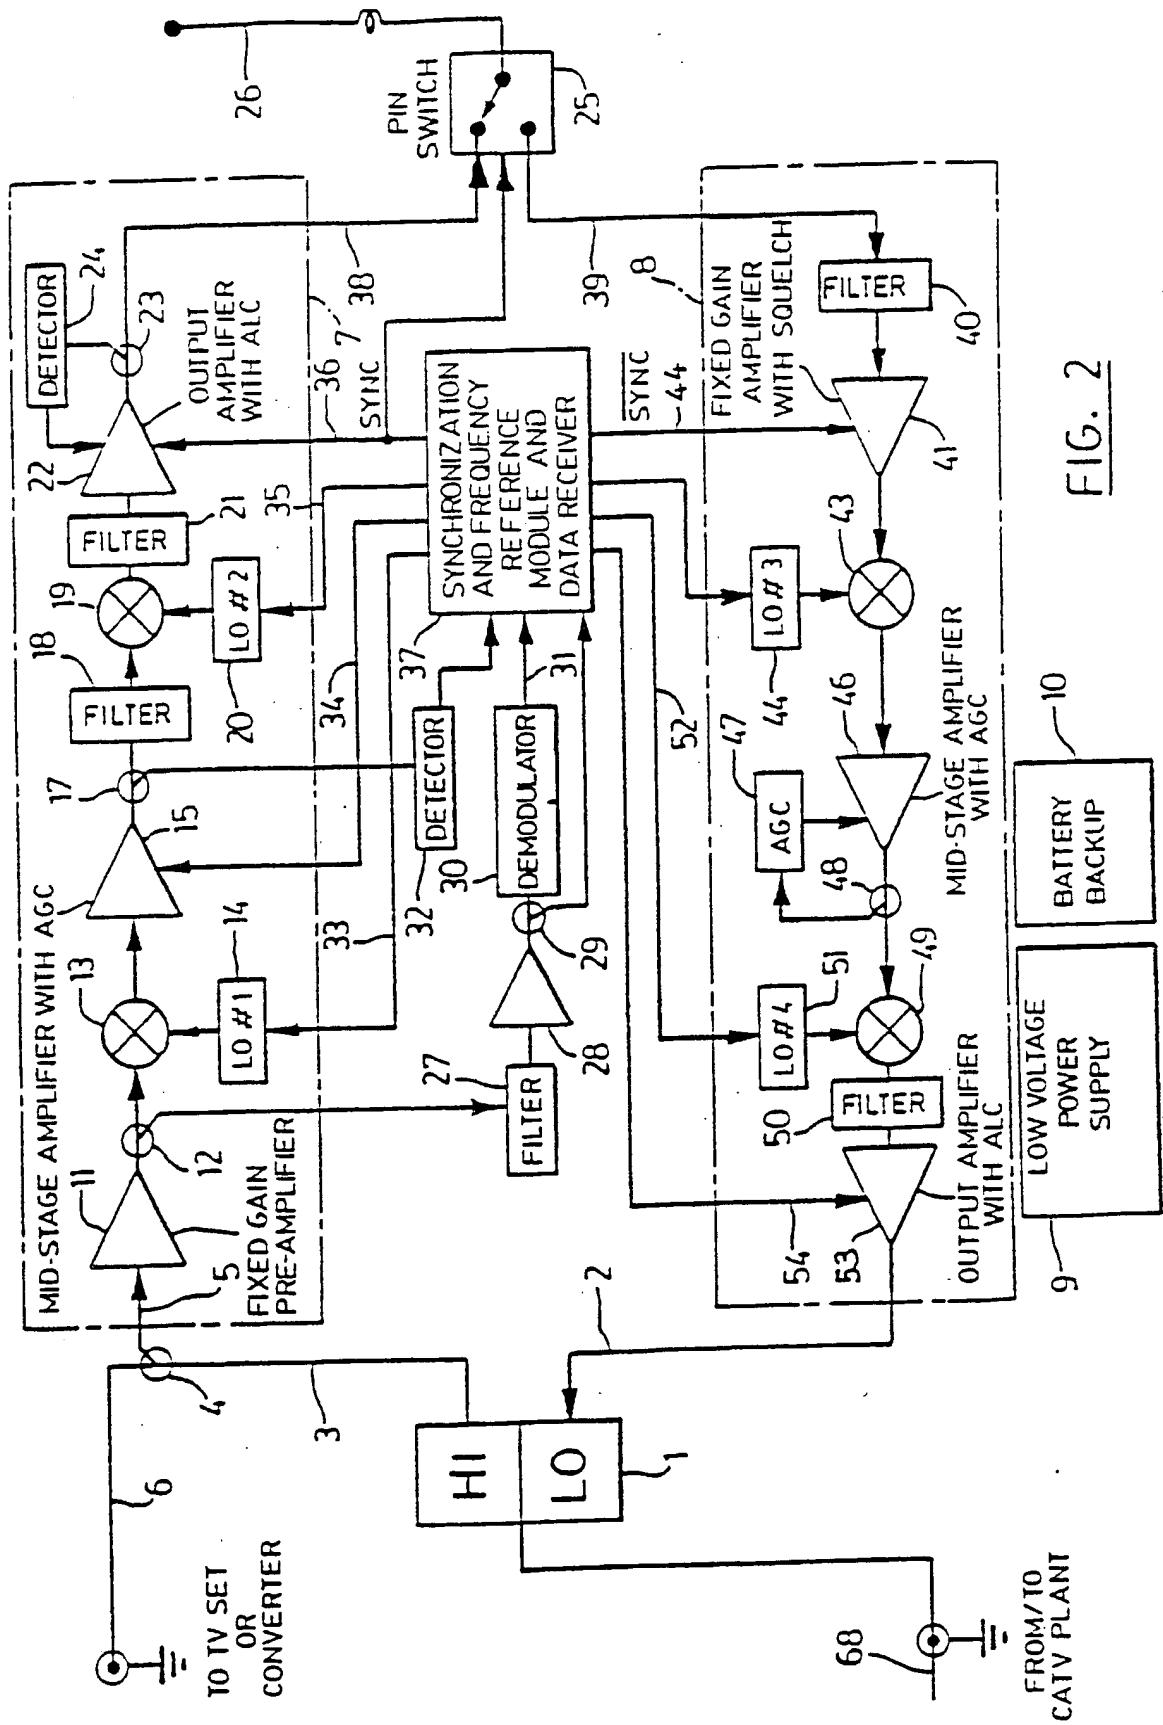 26
PIN
SWITCH
25
DETECTOR
24
23
22
OUTPUT
AMPLIFIER
WITH ALC
7
38
39
8
36
SYNC
35
FILTER
21
19
LO #2
20
18
FILTER
17
15
MID-STAGE AMPLIFIER WITH AGC
13
LO #1
14
33
34
11
12
FIXED GAIN
PRE-AMPLIFIER
5
4
3
6
TO TV SET
OR
CONVERTER
SYNCHRONIZATION
AND FREQUENCY
REFERENCE
MODULE AND
DATA RECEIVER
37
31
DETECTOR
32
DEMODULATOR
30
29
28
27
FILTER
SYNC
44
FIXED GAIN
AMPLIFIER
WITH SQUELCH
FILTER
40
41
43
LO #3
44
52
46
47
AGC
48
MID-STAGE AMPLIFIER
WITH AGC
49
LO #4
51
50
FILTER
OUTPUT AMPLIFIER
WITH ALC
53
54
2
HI
LO
1
68
FROM/TO
CATV PLANT
BATTERY
BACKUP
10
LOW VOLTAGE
POWER
SUPPLY
9
FIG. 2